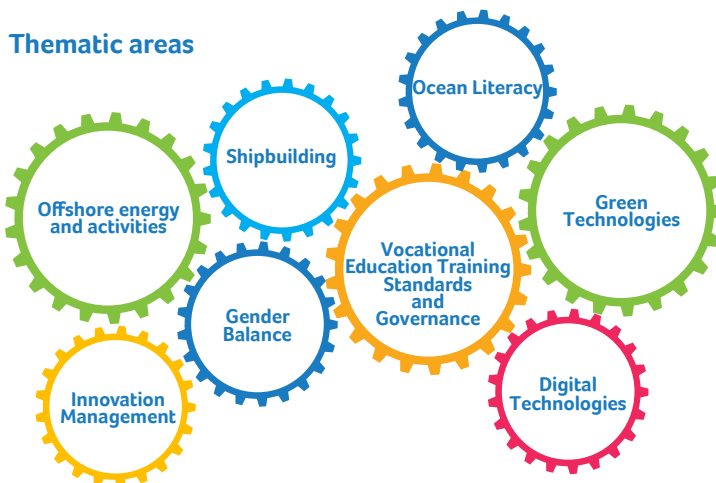 Thematic areas
Ocean Literacy
Shipbuilding
Offshore energy
and activities
Green
Technologies
Vocational
Education Training
Standards
and
Governance
Gender
Balance
Innovation
Management
Digital
Technologies